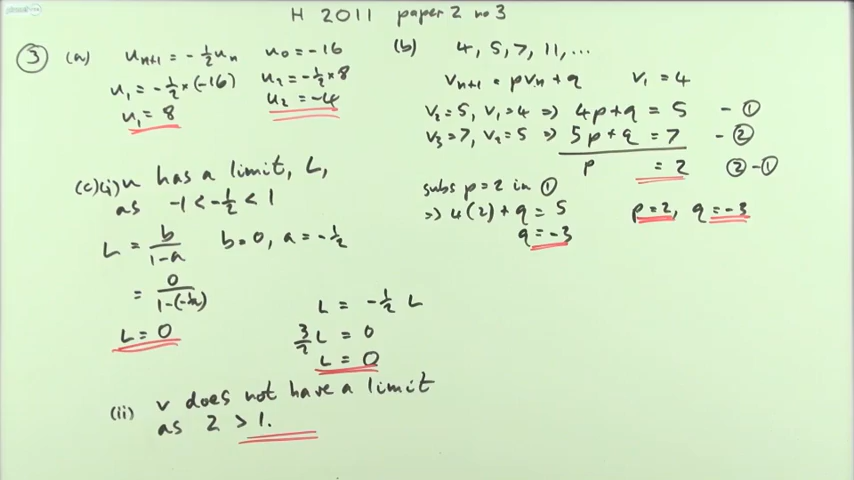 H 2011 paper 2 no 3
③ (a) uₙ₊₁ = -½uₙ u₀ = -16
u₁ = -½×(-16) u₂ = -½×8
u₁ = 8 u₂ = -4
(b) 4, 5, 7, 11, ...
vₙ₊₁ = pvₙ + q v₁ = 4
v₂ = 5, v₁ = 4 => 4p + q = 5 - ①
v₃ = 7, v₂ = 5 => 5p + q = 7 - ②
p = 2 ② - ①
subs p = 2 in ①
=> 4(2) + q = 5 p = 2, q = -3
q = -3
(c)(i) u has a limit, L,
as -1 < -½ < 1
L = b/(1-a) b = 0, a = -½
= 0/(1-(-½))
L = 0
L = -½ L
3/2 L = 0
L = 0
(ii) v does not have a limit
as 2 > 1.